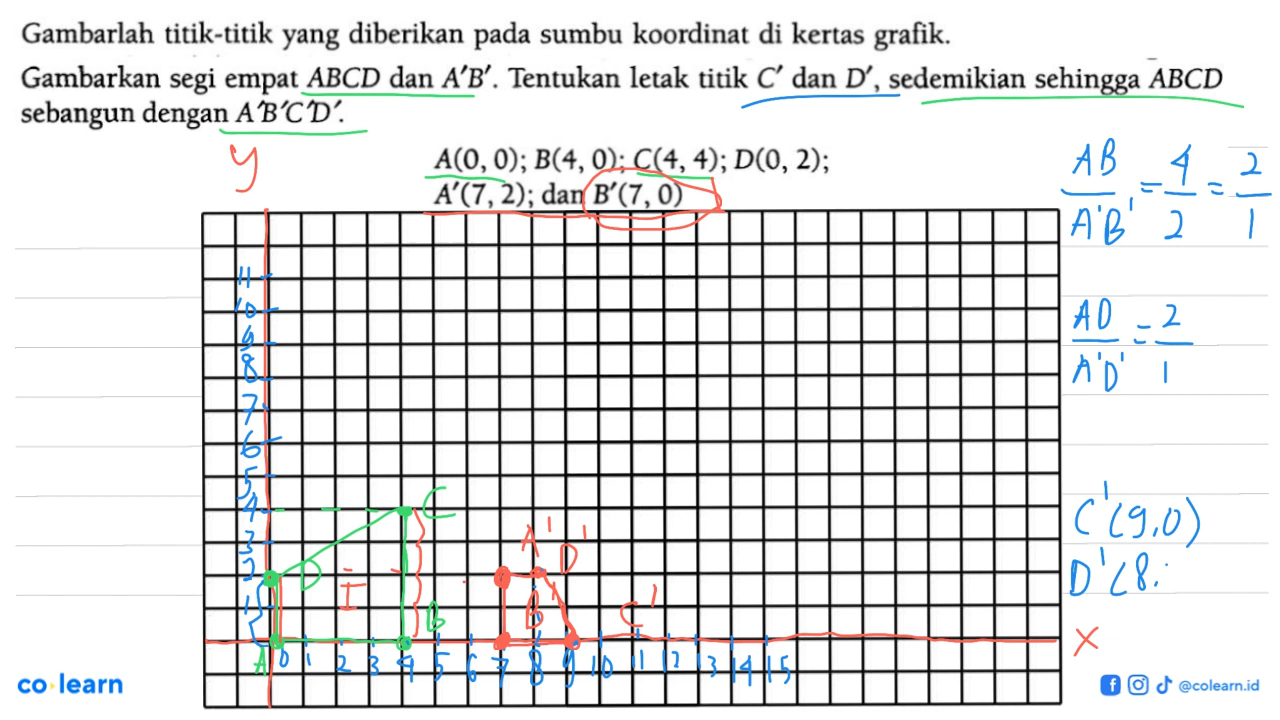 Gambarlah titik-titik yang diberikan pada sumbu koordinat di kertas grafik.
Gambarkan segi empat ABCD dan A'B'. Tentukan letak titik C' dan D', sedemikian sehingga ABCD
sebangun dengan A'B'C'D'.
A(0, 0); B(4, 0); C(4, 4); D(0, 2);
A'(7, 2); dan B'(7, 0)
y
AB/A'B' = 4/2 = 2/1
AD/A'D' = 2/1
C'(9,0)
D'(8,
11
10
9
8
7
6
5
4
3
2
1
C
D
I
B
A
A'
D'
B'
C'
0 1 2 3 4 5 6 7 8 9 10 11 12 13 14 15
x
co learn
@colearn.id